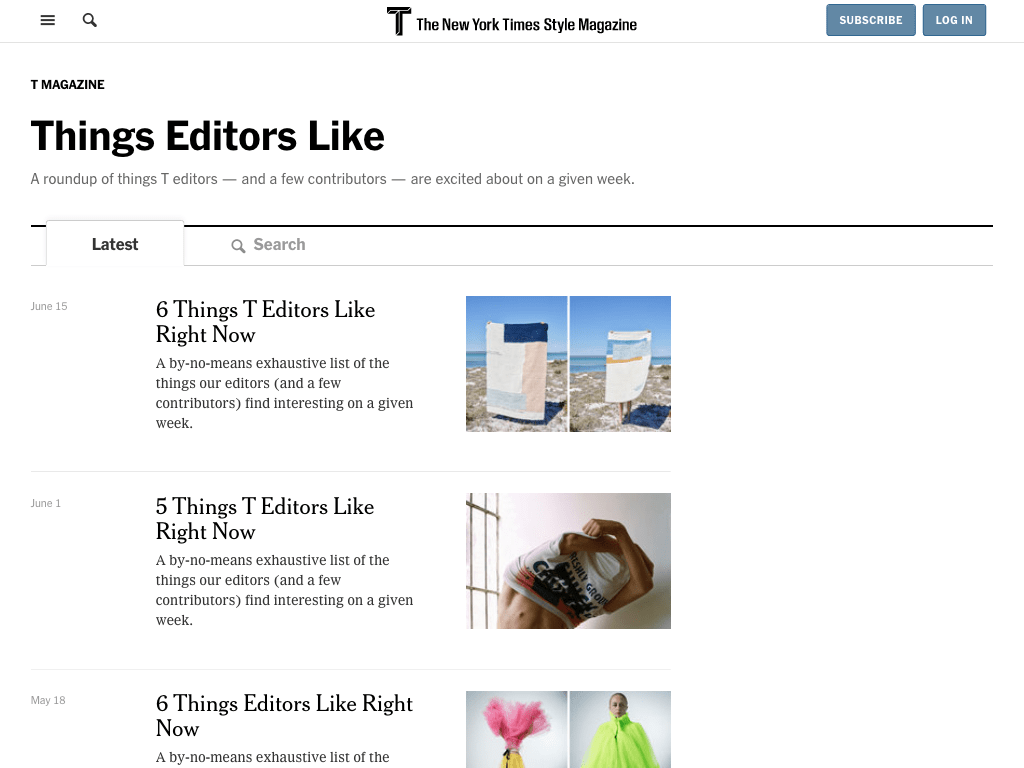 The New York Times Style Magazine
SUBSCRIBE
LOG IN
T MAGAZINE
Things Editors Like
A roundup of things T editors — and a few contributors — are excited about on a given week.
Latest
Search
June 15
6 Things T Editors Like
Right Now
A by-no-means exhaustive list of the
things our editors (and a few
contributors) find interesting on a given
week.
June 1
5 Things T Editors Like
Right Now
A by-no-means exhaustive list of the
things our editors (and a few
contributors) find interesting on a given
week.
May 18
6 Things Editors Like Right
Now
A by-no-means exhaustive list of the